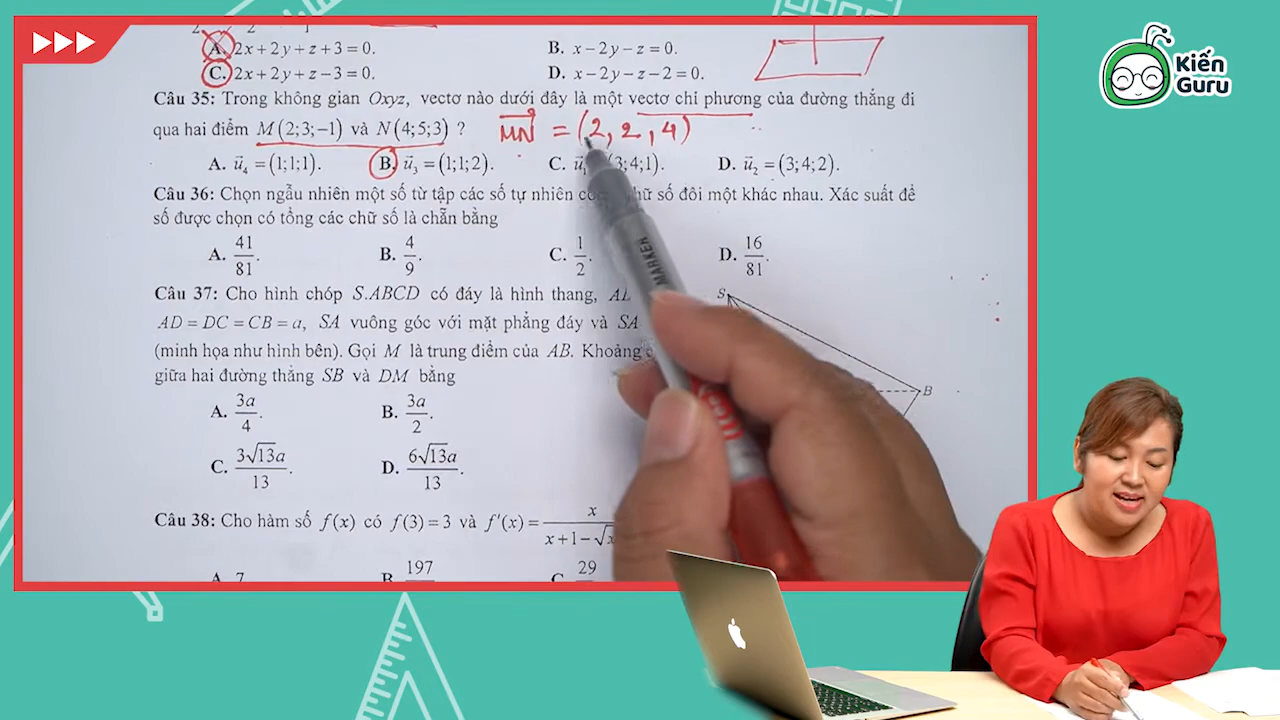 A. 2x+2y+z+3=0. B. x−2y−z=0.
C. 2x+2y+z−3=0. D. x−2y−z−2=0.
Câu 35: Trong không gian Oxyz, vectơ nào dưới đây là một vectơ chỉ phương của đường thẳng đi
qua hai điểm M(2;3;−1) và N(4;5;3) ? MN = (2, 2, 4)
A. u₄ = (1;1;1). B. u₃ = (1;1;2). C. (3;4;1). D. u₂ = (3;4;2).
Câu 36: Chọn ngẫu nhiên một số từ tập các số tự nhiên chữ số đôi một khác nhau. Xác suất để
số được chọn có tổng các chữ số là chẵn bằng
A. 41/81. B. 4/9. C. 1/2. D. 16/81.
Câu 37: Cho hình chóp S.ABCD có đáy là hình thang,
AD = DC = CB = a, SA vuông góc với mặt phẳng đáy và SA
(minh họa như hình bên). Gọi M là trung điểm của AB. Khoảng
giữa hai đường thẳng SB và DM bằng
A. 3a/4. B. 3a/2.
C. 3√13a/13. D. 6√13a/13.
S
B
Câu 38: Cho hàm số f(x) có f(3)=3 và f'(x)= x/x+1−√x
A. 7 B. 197 C. 29
MARKER
Kiến
Guru